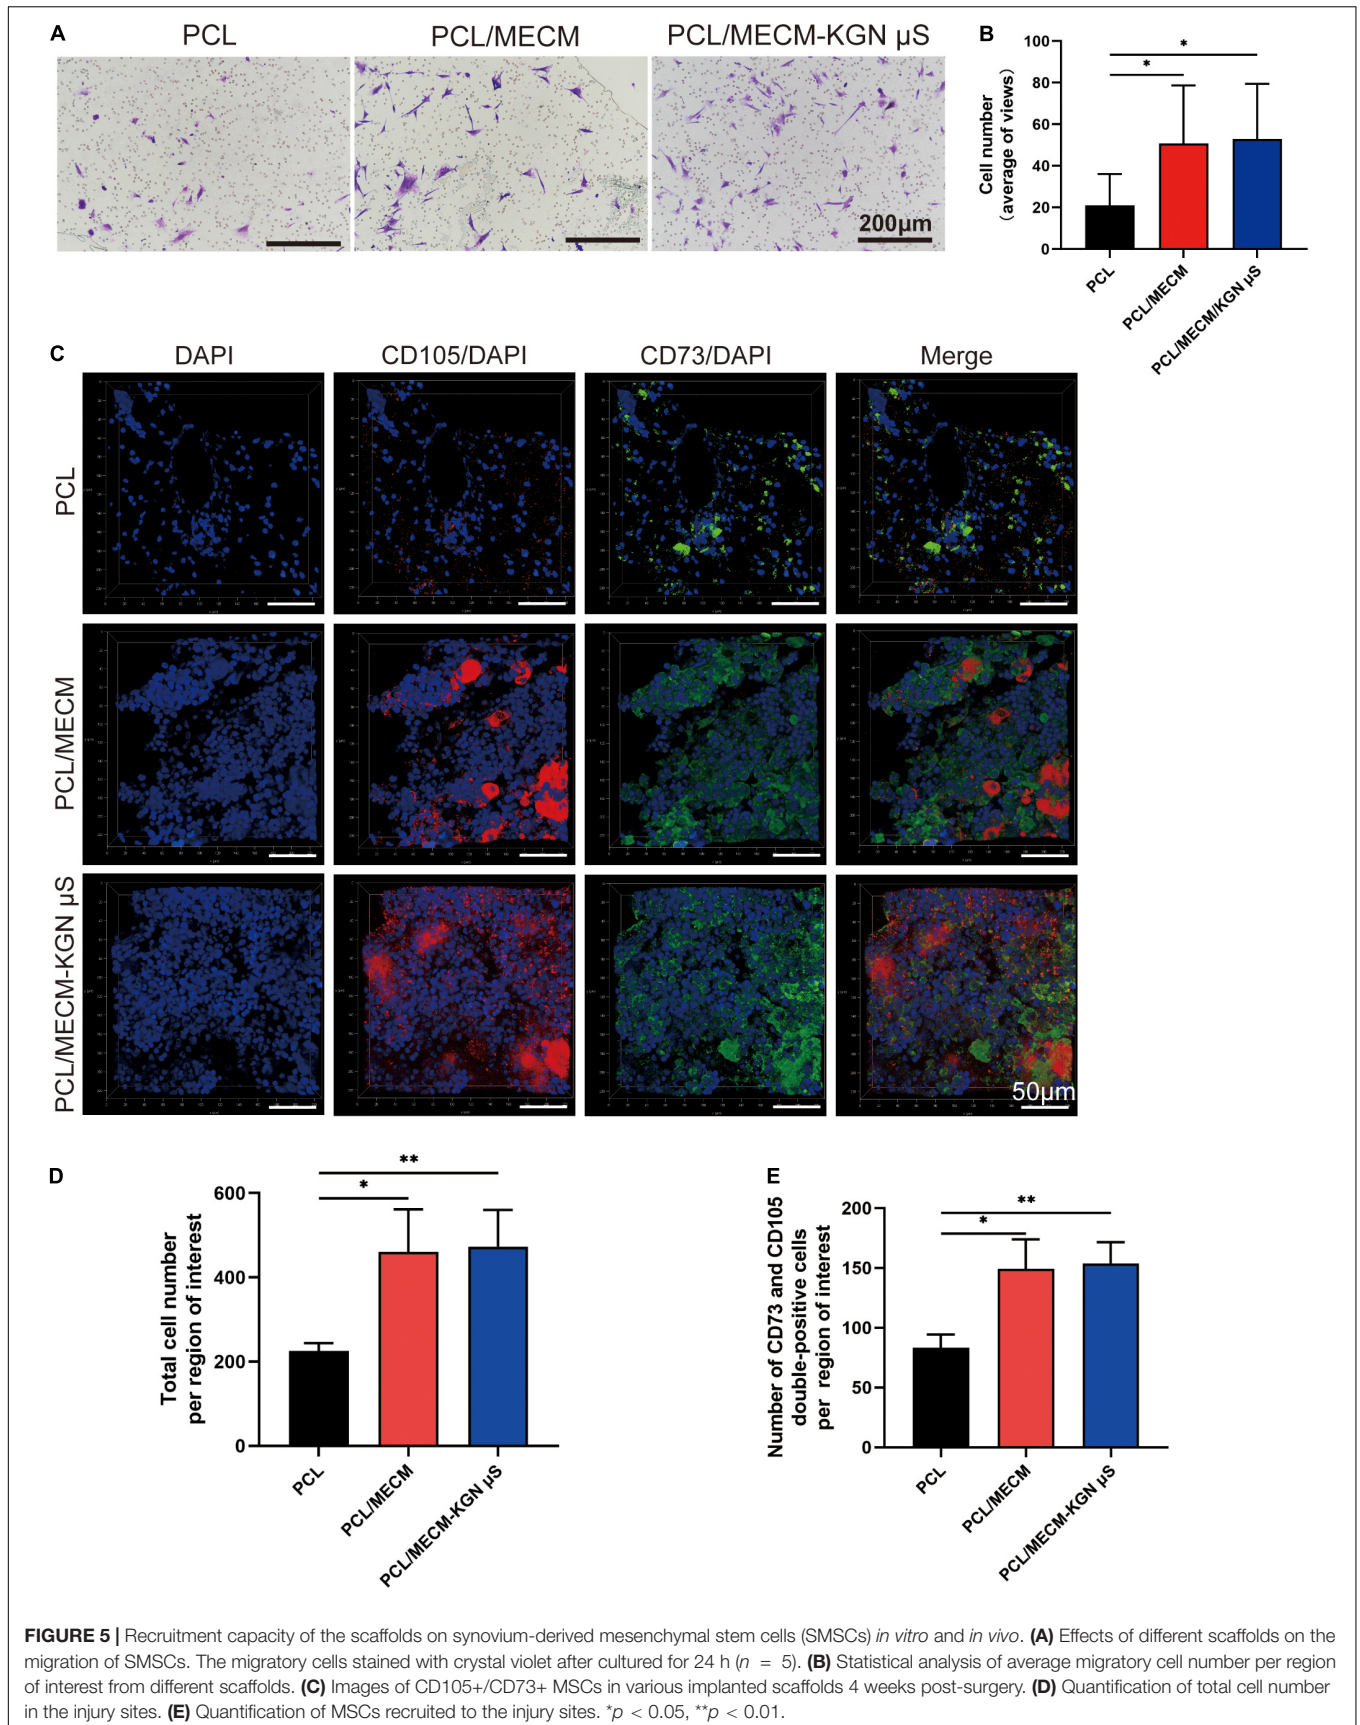 A
PCL
PCL/MECM
PCL/MECM-KGN µS
200µm
B
Cell number
(average of views)
100
80
60
40
20
0
*
*
PCL
PCL/MECM
PCL/MECM/KGN µS
C
DAPI
CD105/DAPI
CD73/DAPI
Merge
PCL
PCL/MECM
PCL/MECM-KGN µS
50µm
D
Total cell number
per region of interest
600
400
200
0
**
*
PCL
PCL/MECM
PCL/MECM-KGN µS
E
Number of CD73 and CD105
double-positive cells
per region of interest
200
150
100
50
0
**
*
PCL
PCL/MECM
PCL/MECM-KGN µS
FIGURE 5 | Recruitment capacity of the scaffolds on synovium-derived mesenchymal stem cells (SMSCs) in vitro and in vivo. (A) Effects of different scaffolds on the
migration of SMSCs. The migratory cells stained with crystal violet after cultured for 24 h (n = 5). (B) Statistical analysis of average migratory cell number per region
of interest from different scaffolds. (C) Images of CD105+/CD73+ MSCs in various implanted scaffolds 4 weeks post-surgery. (D) Quantification of total cell number
in the injury sites. (E) Quantification of MSCs recruited to the injury sites. *p < 0.05, **p < 0.01.